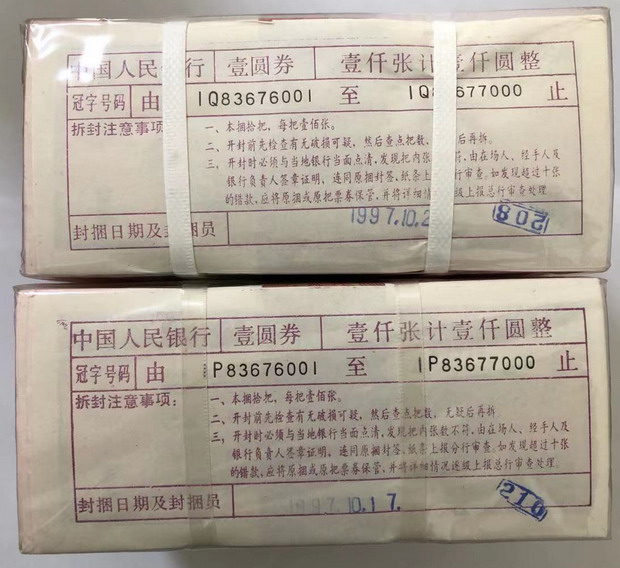 中国人民银行 壹圆券 壹仟张计壹仟圆整
冠字号码 由 IQ83676001 至 IQ 677000 止
拆封注意事项
一、本捆拾把，每把壹佰张。
二、开封前先检查有无破损可疑，然后查点把数， 后再拆。
三、开封时必须与当地银行当面点清，发现把内张 符，由在场人、经手人及
银行负责人签章证明，连同原捆封签，纸条上 行审查。如发现超过十张
的错款，应将原捆或原把票券保管，并将详细情 级上报总行审查处理。
封捆日期及封捆员 1997.10.2 208
中国人民银行 壹圆券 壹仟张计壹仟圆整
冠字号码 由 P83676001 至 IP83677000 止
拆封注意事项：
一、本捆拾把，每把壹佰张。
二、开封前先检查有无破损可疑，然后查点把数，无疑后再拆。
三、开封时必须与当地银行当面点清，发现把内张数不符，由在场人、经手人及
银行负责人签章证明，连同原捆封签，纸条上报分行审查。如发现超过十张
的错款，应将原捆或原把票券保管，并将详细情况逐级上报总行审查处理。
封捆日期及封捆员 1997.10.17. 210